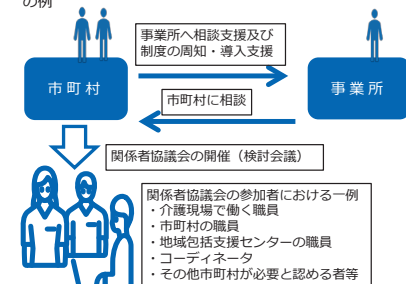 の例
事業所へ相談支援及び
制度の周知・導入支援
市町村
事業所
市町村に相談
関係者協議会の開催（検討会議）
関係者協議会の参加者における一例
・介護現場で働く職員
・市町村の職員
・地域包括支援センターの職員
・コーディネータ
・その他市町村が必要と認める者等